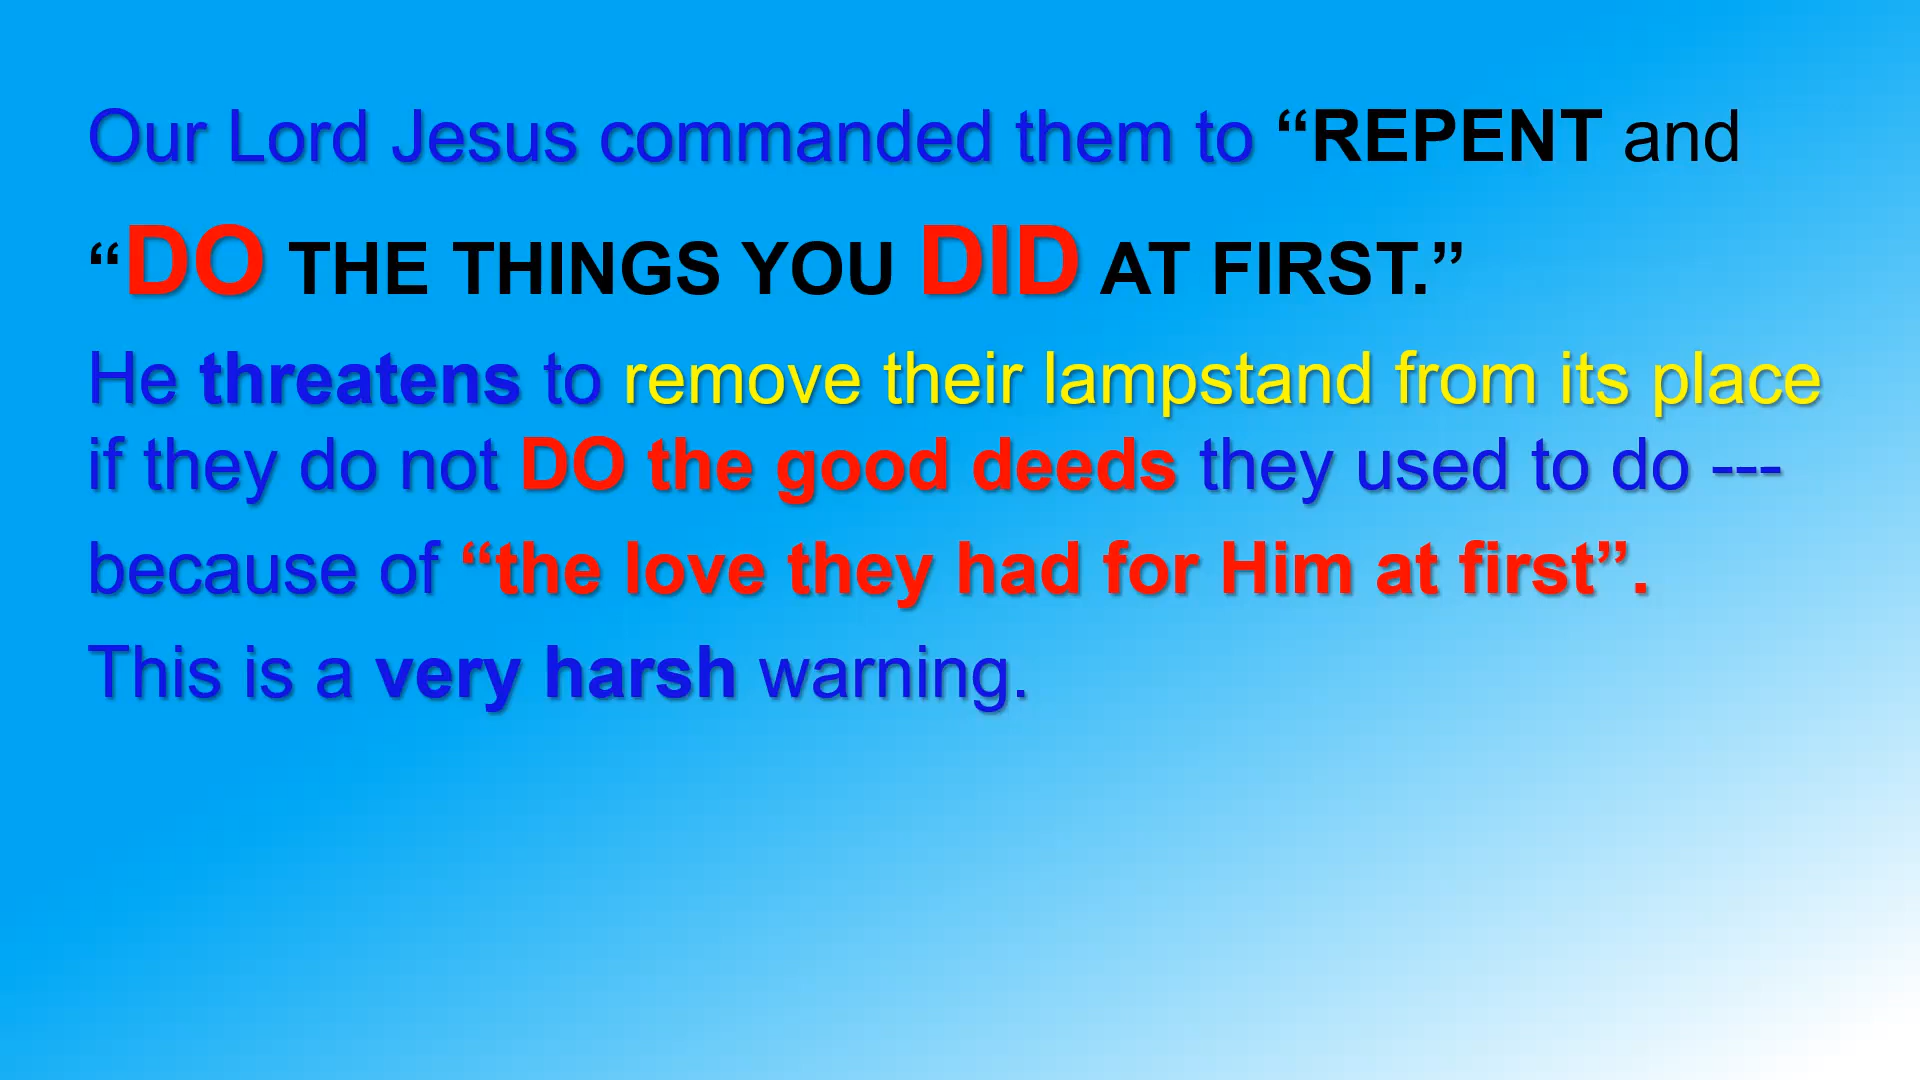 Our Lord Jesus commanded them to “REPENT and
“DO THE THINGS YOU DID AT FIRST.”
He threatens to remove their lampstand from its place
if they do not DO the good deeds they used to do ---
because of “the love they had for Him at first”.
This is a very harsh warning.